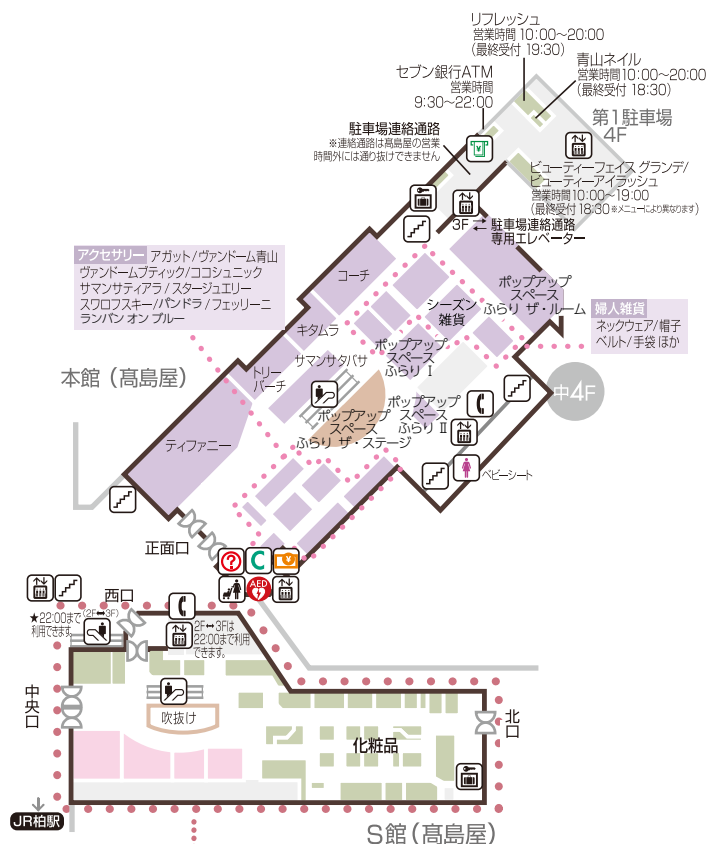 リフレッシュ
営業時間 10:00～20:00
(最終受付 19:30)
青山ネイル
営業時間10:00～20:00
(最終受付 18:30)
セブン銀行ATM
営業時間
9:30～22:00
第1駐車場
4F
駐車場連絡通路
※連絡通路は髙島屋の営業
時間外には通り抜けできません
ビューティーフェイス グランデ/
ビューティーアイラッシュ
営業時間10:00～19:00
(最終受付18:30※メニューにより異なります)
3F⇄駐車場連絡通路
専用エレベーター
アクセサリー アガット/ヴァンドーム青山
ヴァンドームブティック/ココシュニック
サマンサティアラ/スタージュエリー
スワロフスキー/パンドラ/フェッリーニ
ランバン オン ブルー
コーチ
ポップアップ
スペース
ふらり ザ・ルーム
シーズン
雑貨
婦人雑貨
ネックウェア/帽子
ベルト/手袋 ほか
キタムラ
ポップアップ
スペース
ふらり Ⅰ
サマンサタバサ
トリー
バーチ
本館（髙島屋）
中4F
ポップアップ
スペース
ふらり Ⅱ
ポップアップ
スペース
ふらり ザ・ステージ
ティファニー
ベビーシート
正面口
?
C
¥
AED
西口
(2F↔3F)
★22:00まで
利用できます。
2F↔3Fは
22:00まで利用
できます。
中央口
吹抜け
北口
化粧品
JR柏駅
S館（髙島屋）